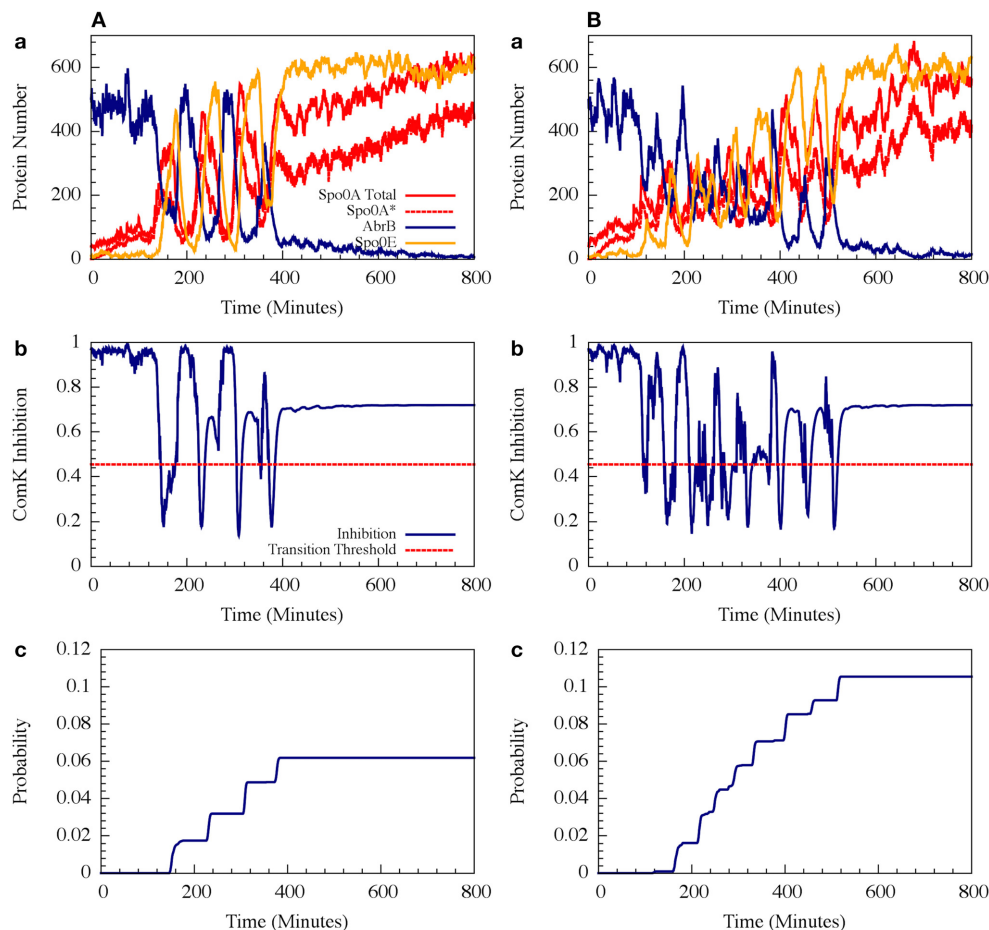 A
B
a
a
Protein Number
600
400
200
0
Spo0A Total
Spo0A*
AbrB
Spo0E
0
200
400
600
800
Time (Minutes)
Protein Number
600
400
200
0
0
200
400
600
800
Time (Minutes)
b
b
ComK Inhibition
1
0.8
0.6
0.4
0.2
0
Inhibition
Transition Threshold
0
200
400
600
800
Time (Minutes)
ComK Inhibition
1
0.8
0.6
0.4
0.2
0
0
200
400
600
800
Time (Minutes)
c
c
Probability
0.12
0.1
0.08
0.06
0.04
0.02
0
0
200
400
600
800
Time (Minutes)
Probability
0.12
0.1
0.08
0.06
0.04
0.02
0
0
200
400
600
800
Time (Minutes)